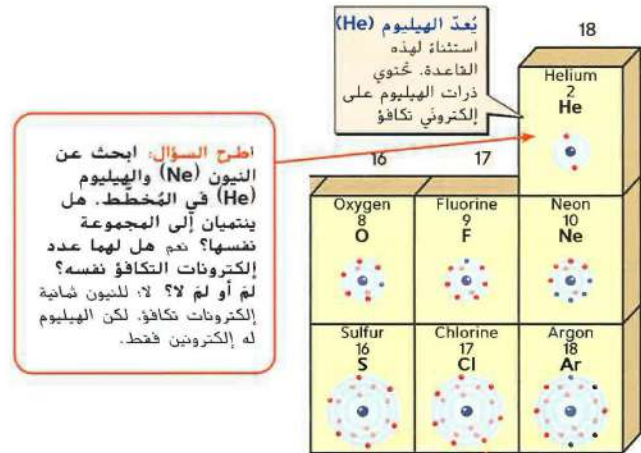 18
يُعدّ الهيليوم (He)
استثناءً لهذه
القاعدة. تحتوي
ذرات الهيليوم على
إلكتروني تكافؤ
Helium
2
He
اطرح السؤال: ابحث عن
النيون (Ne) والهيليوم
(He) في المُخطَّط. هل
ينتميان إلى المجموعة
نفسها؟ نعم هل لهما عدد
إلكترونات التكافؤ نفسه؟
لمَ أو لمَ لا؟ لا؛ للنيون ثمانية
إلكترونات تكافؤ، لكن الهيليوم
له إلكترونين فقط.
16
17
Oxygen
8
O
Fluorine
9
F
Neon
10
Ne
Sulfur
16
S
Chlorine
17
Cl
Argon
18
Ar